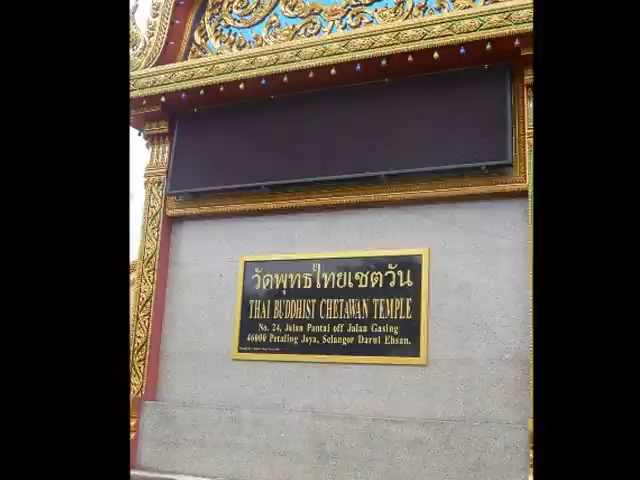 วัดพุทธไทยเชตวัน
THAI BUDDHIST CHETAWAN TEMPLE
No. 24, Jalan Pantai off Jalan Gasing
46000 Petaling Jaya, Selangor Darul Ehsan.